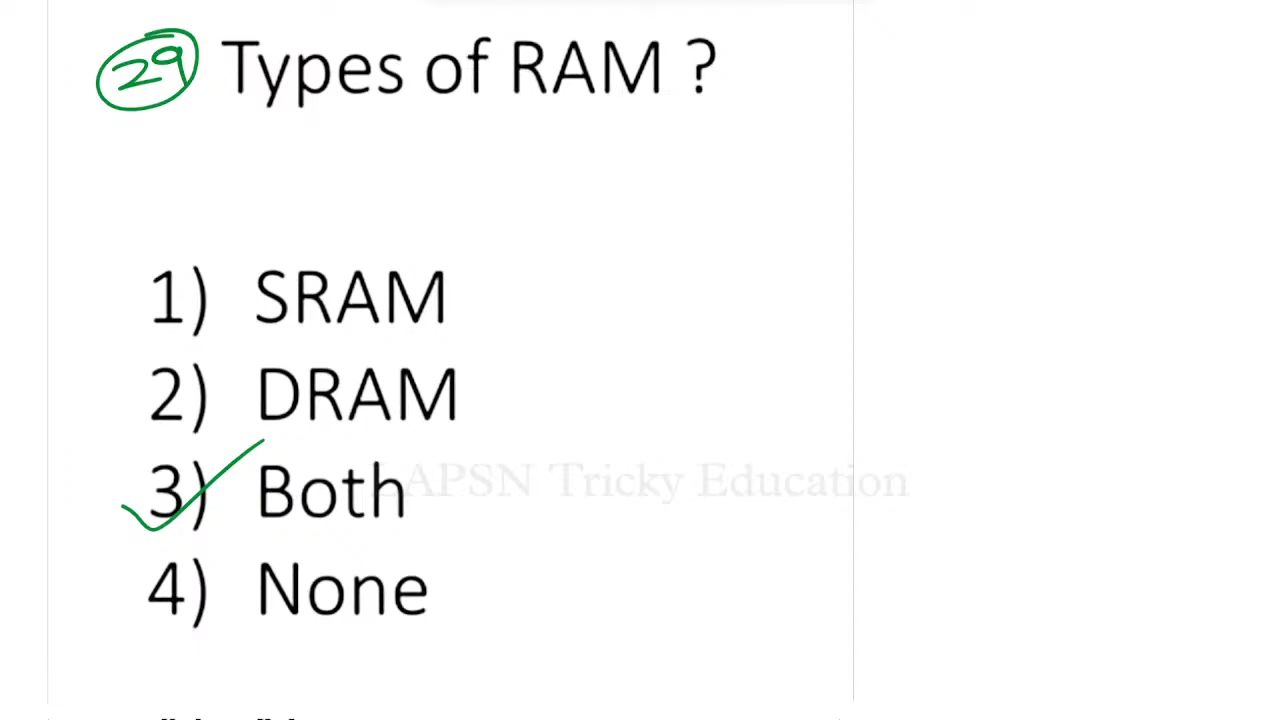 29 Types of RAM ?
1) SRAM
2) DRAM
3) Both
APSN Tricky Education
4) None